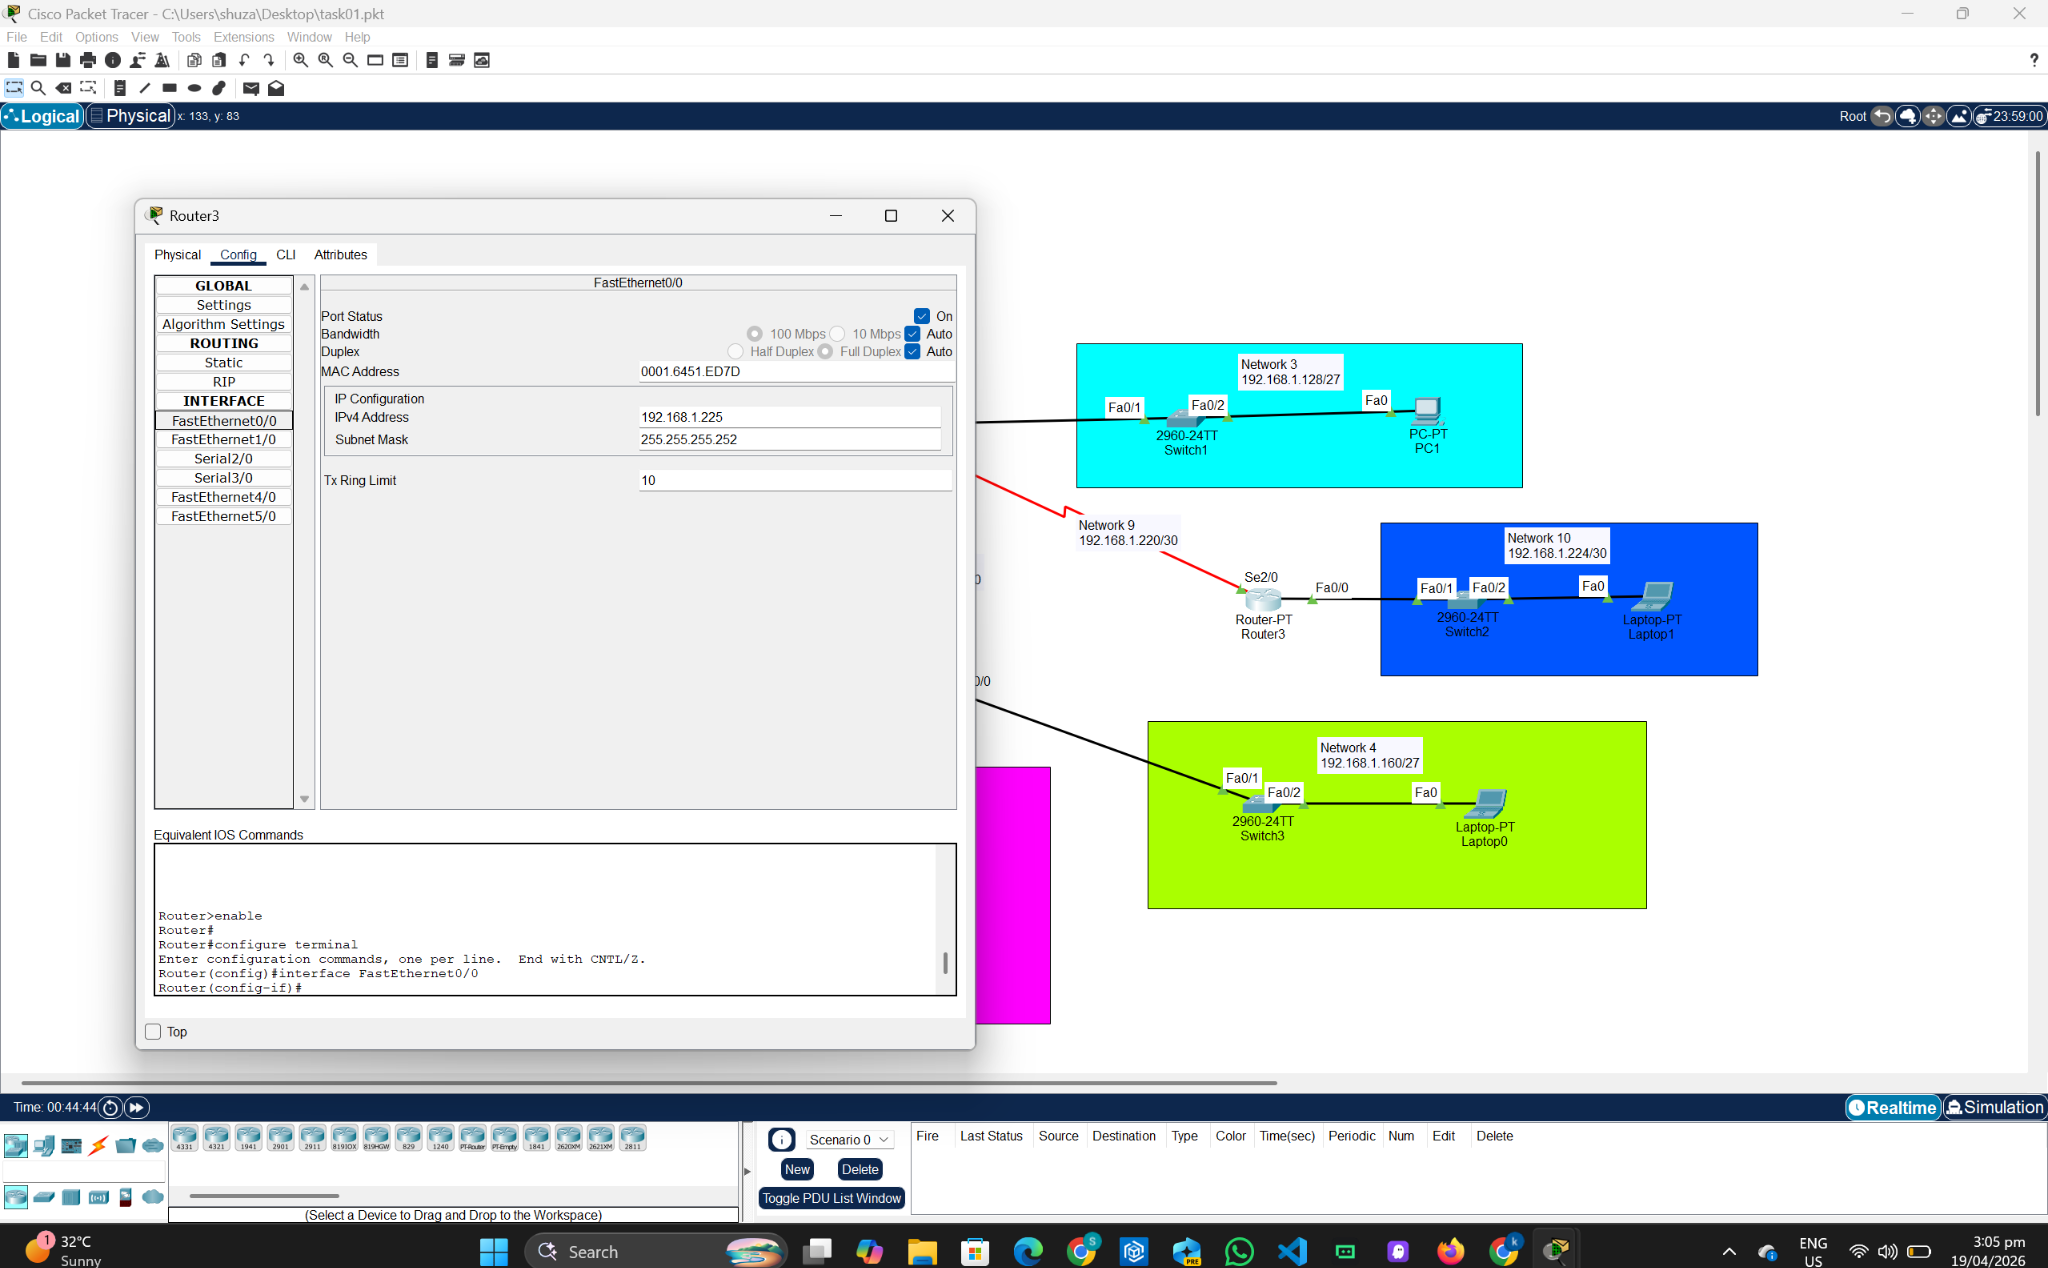 Cisco Packet Tracer - C:\Users\shuza\Desktop\task01.pkt
File Edit Options View Tools Extensions Window Help
?
Logical Physical x: 133, y: 83 Root 23:59:00
Router3
Physical Config CLI Attributes
GLOBAL
Settings
Algorithm Settings
ROUTING
Static
RIP
INTERFACE
FastEthernet0/0
FastEthernet1/0
Serial2/0
Serial3/0
FastEthernet4/0
FastEthernet5/0
FastEthernet0/0
Port Status On
Bandwidth 100 Mbps 10 Mbps Auto
Duplex Half Duplex Full Duplex Auto
MAC Address 0001.6451.ED7D
IP Configuration
IPv4 Address 192.168.1.225
Subnet Mask 255.255.255.252
Tx Ring Limit 10
Equivalent IOS Commands
Router>enable
Router#
Router#configure terminal
Enter configuration commands, one per line. End with CNTL/Z.
Router(config)#interface FastEthernet0/0
Router(config-if)#
Top
Network 3
192.168.1.128/27
Fa0/1 Fa0/2 Fa0
2960-24TT
Switch1
PC-PT
PC1
Network 9
192.168.1.220/30
Network 10
192.168.1.224/30
Se2/0 Fa0/0
Router-PT
Router3
Fa0/1 Fa0/2 Fa0
2960-24TT
Switch2
Laptop-PT
Laptop1
0/0
Network 4
192.168.1.160/27
Fa0/1 Fa0/2 Fa0
2960-24TT
Switch3
Laptop-PT
Laptop0
Time: 00:44:44 Realtime Simulation
4331 4321 1941 2901 2911 819IOX 819HGW 829 1240 PT-Router PT-Empty 1841 2620XM 2621XM 2811
(Select a Device to Drag and Drop to the Workspace)
Scenario 0
New Delete
Toggle PDU List Window
Fire Last Status Source Destination Type Color Time(sec) Periodic Num Edit Delete
1
32°C
Sunny
Search
S
PRE
k
ENG
US
3:05 pm
19/04/2026